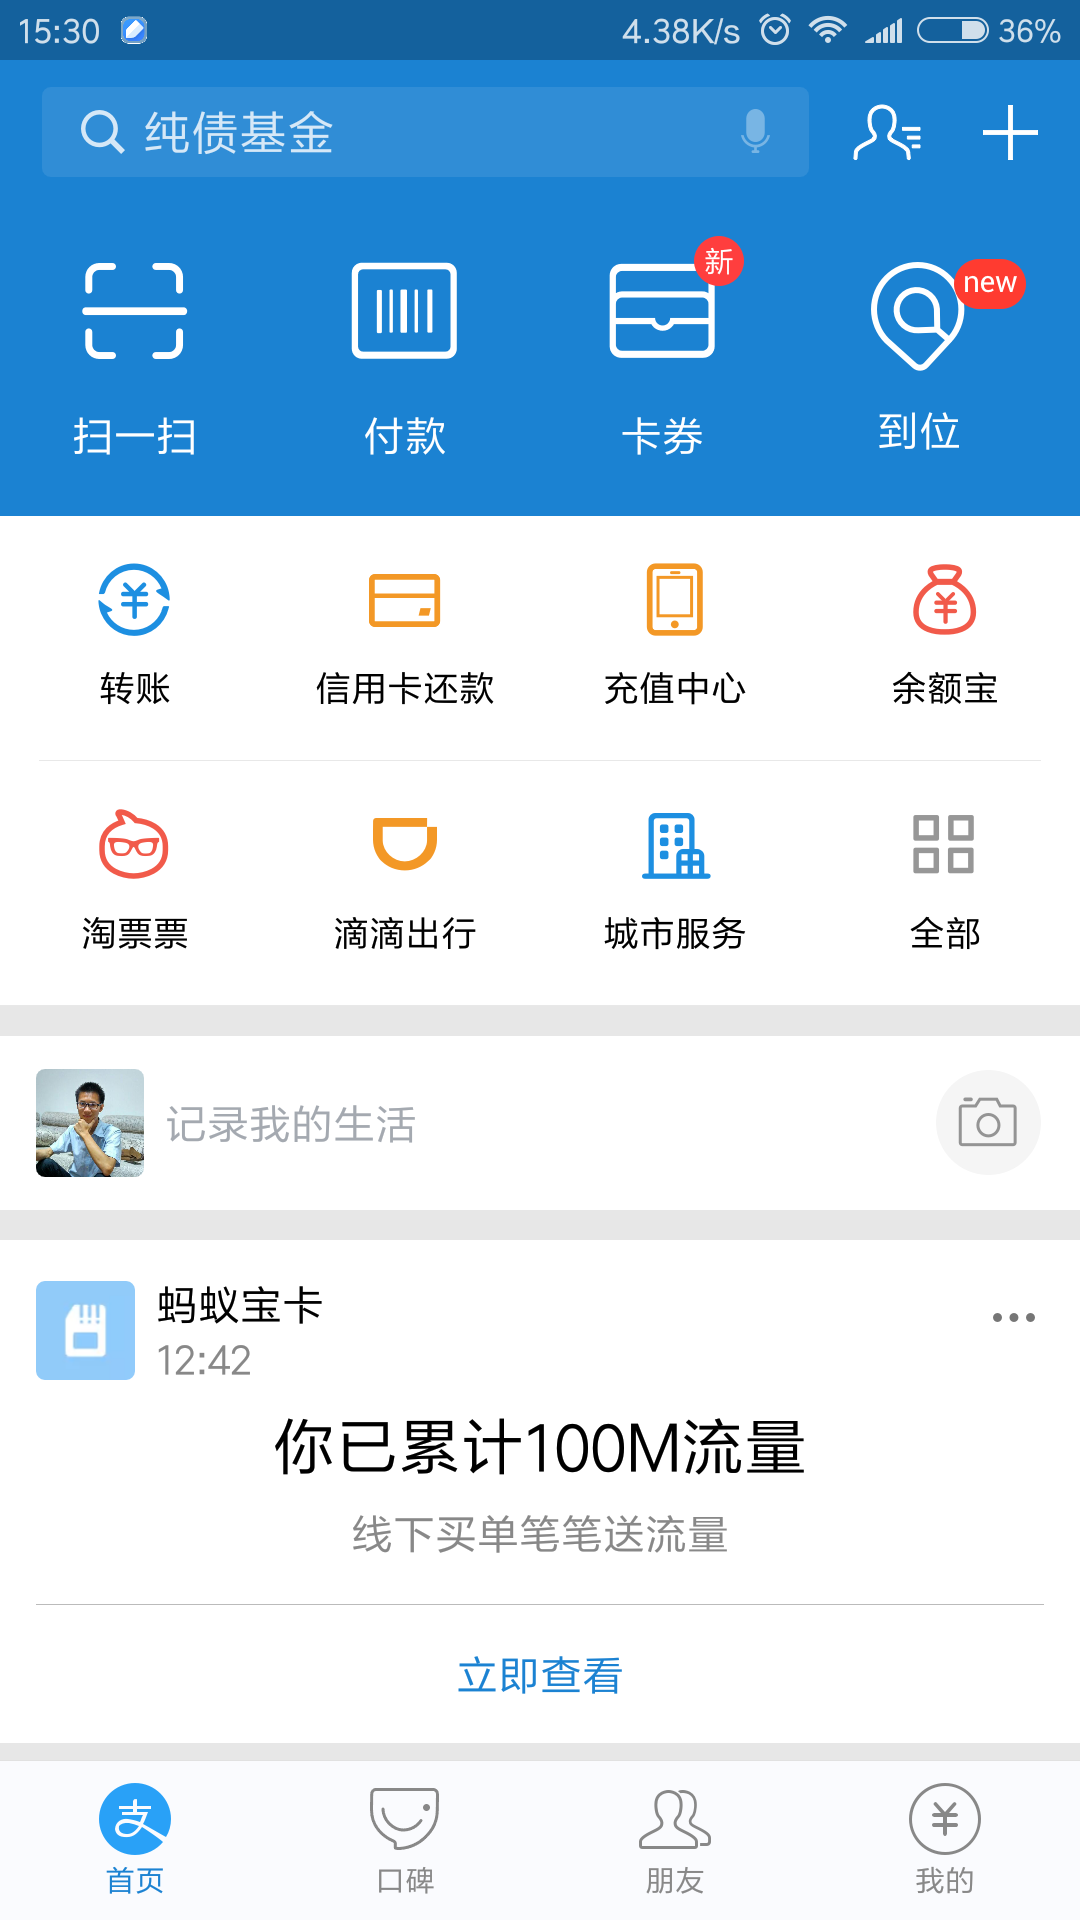 15:30 4.38K/s 36%
纯债基金
新
new
扫一扫 付款 卡券 到位
转账 信用卡还款 充值中心 余额宝
淘票票 滴滴出行 城市服务 全部
记录我的生活
蚂蚁宝卡
12:42
你已累计100M流量
线下买单笔笔送流量
立即查看
首页 口碑 朋友 我的